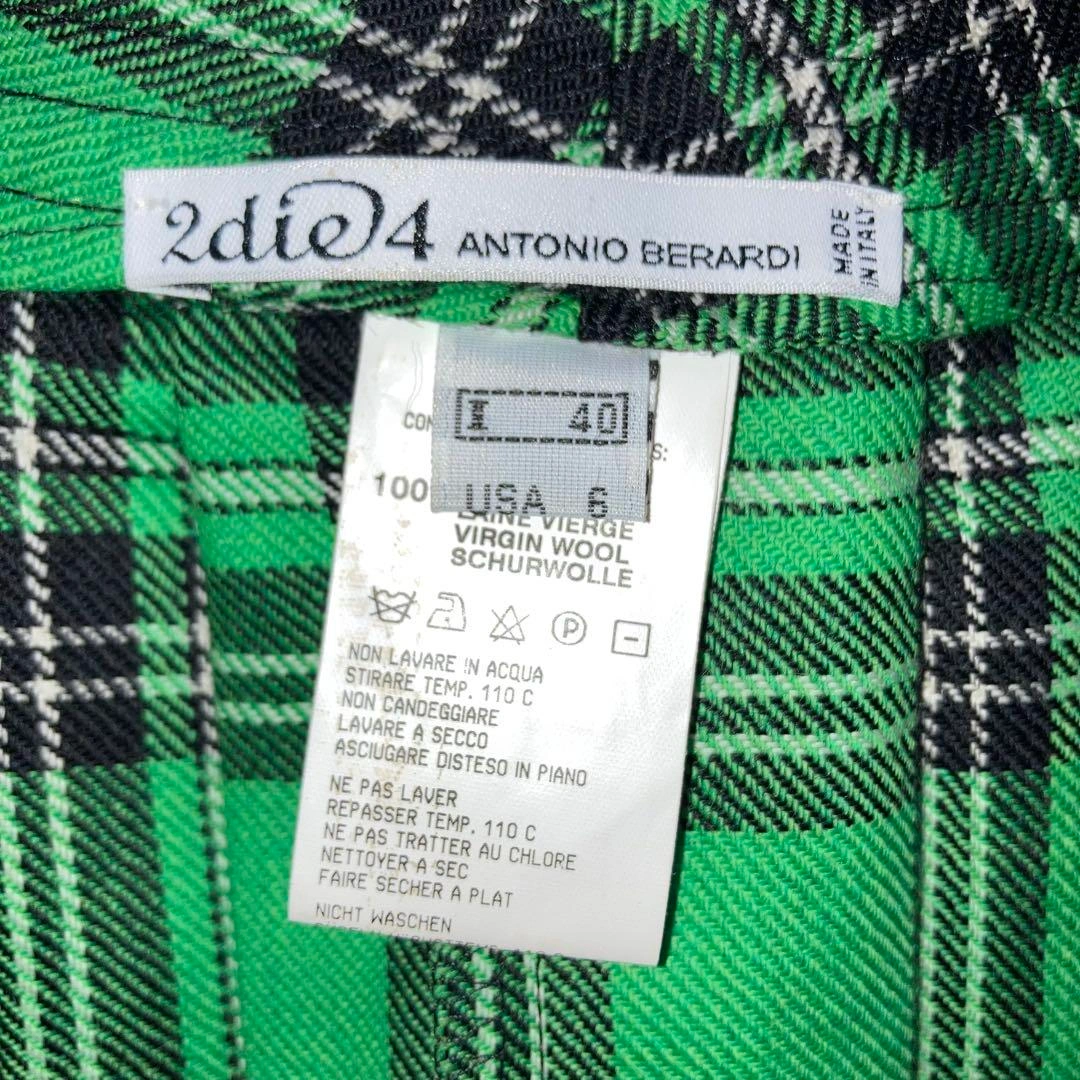 2die4 ANTONIO BERARDI
MADE
IN ITALY
I 40
USA 6
CON
S:
100
LAINE VIERGE
VIRGIN WOOL
SCHURWOLLE
P
NON LAVARE IN ACQUA
STIRARE TEMP. 110 C
NON CANDEGGIARE
LAVARE A SECCO
ASCIUGARE DISTESO IN PIANO
NE PAS LAVER
REPASSER TEMP. 110 C
NE PAS TRATTER AU CHLORE
NETTOYER A SEC
FAIRE SECHER A PLAT
NICHT WASCHEN